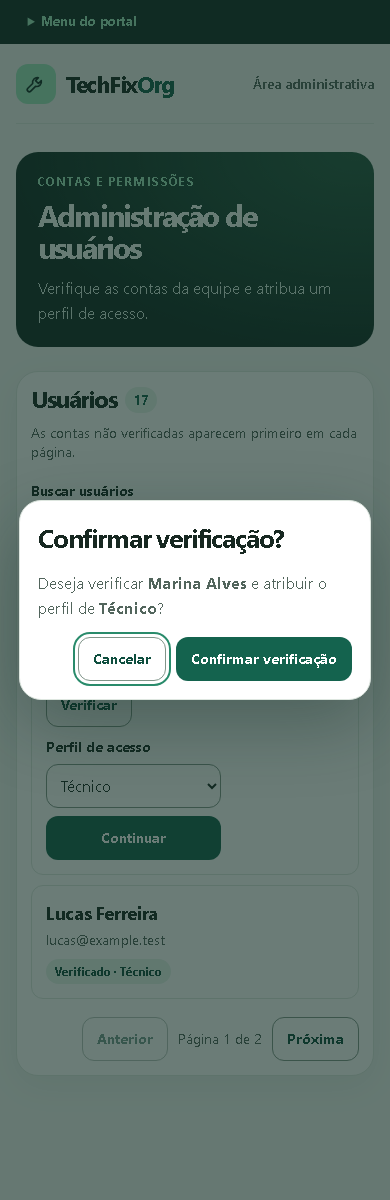 ▶ Menu do portal
TechFixOrg
Área administrativa
CONTAS E PERMISSÕES
Administração de
usuários
Verifique as contas da equipe e atribua um
perfil de acesso.
Usuários 17
As contas não verificadas aparecem primeiro em cada
página.
Buscar usuários
Confirmar verificação?
Deseja verificar Marina Alves e atribuir o
perfil de Técnico?
Cancelar Confirmar verificação
Verificar
Perfil de acesso
Técnico
Continuar
Lucas Ferreira
lucas@example.test
Verificado · Técnico
Anterior Página 1 de 2 Próxima